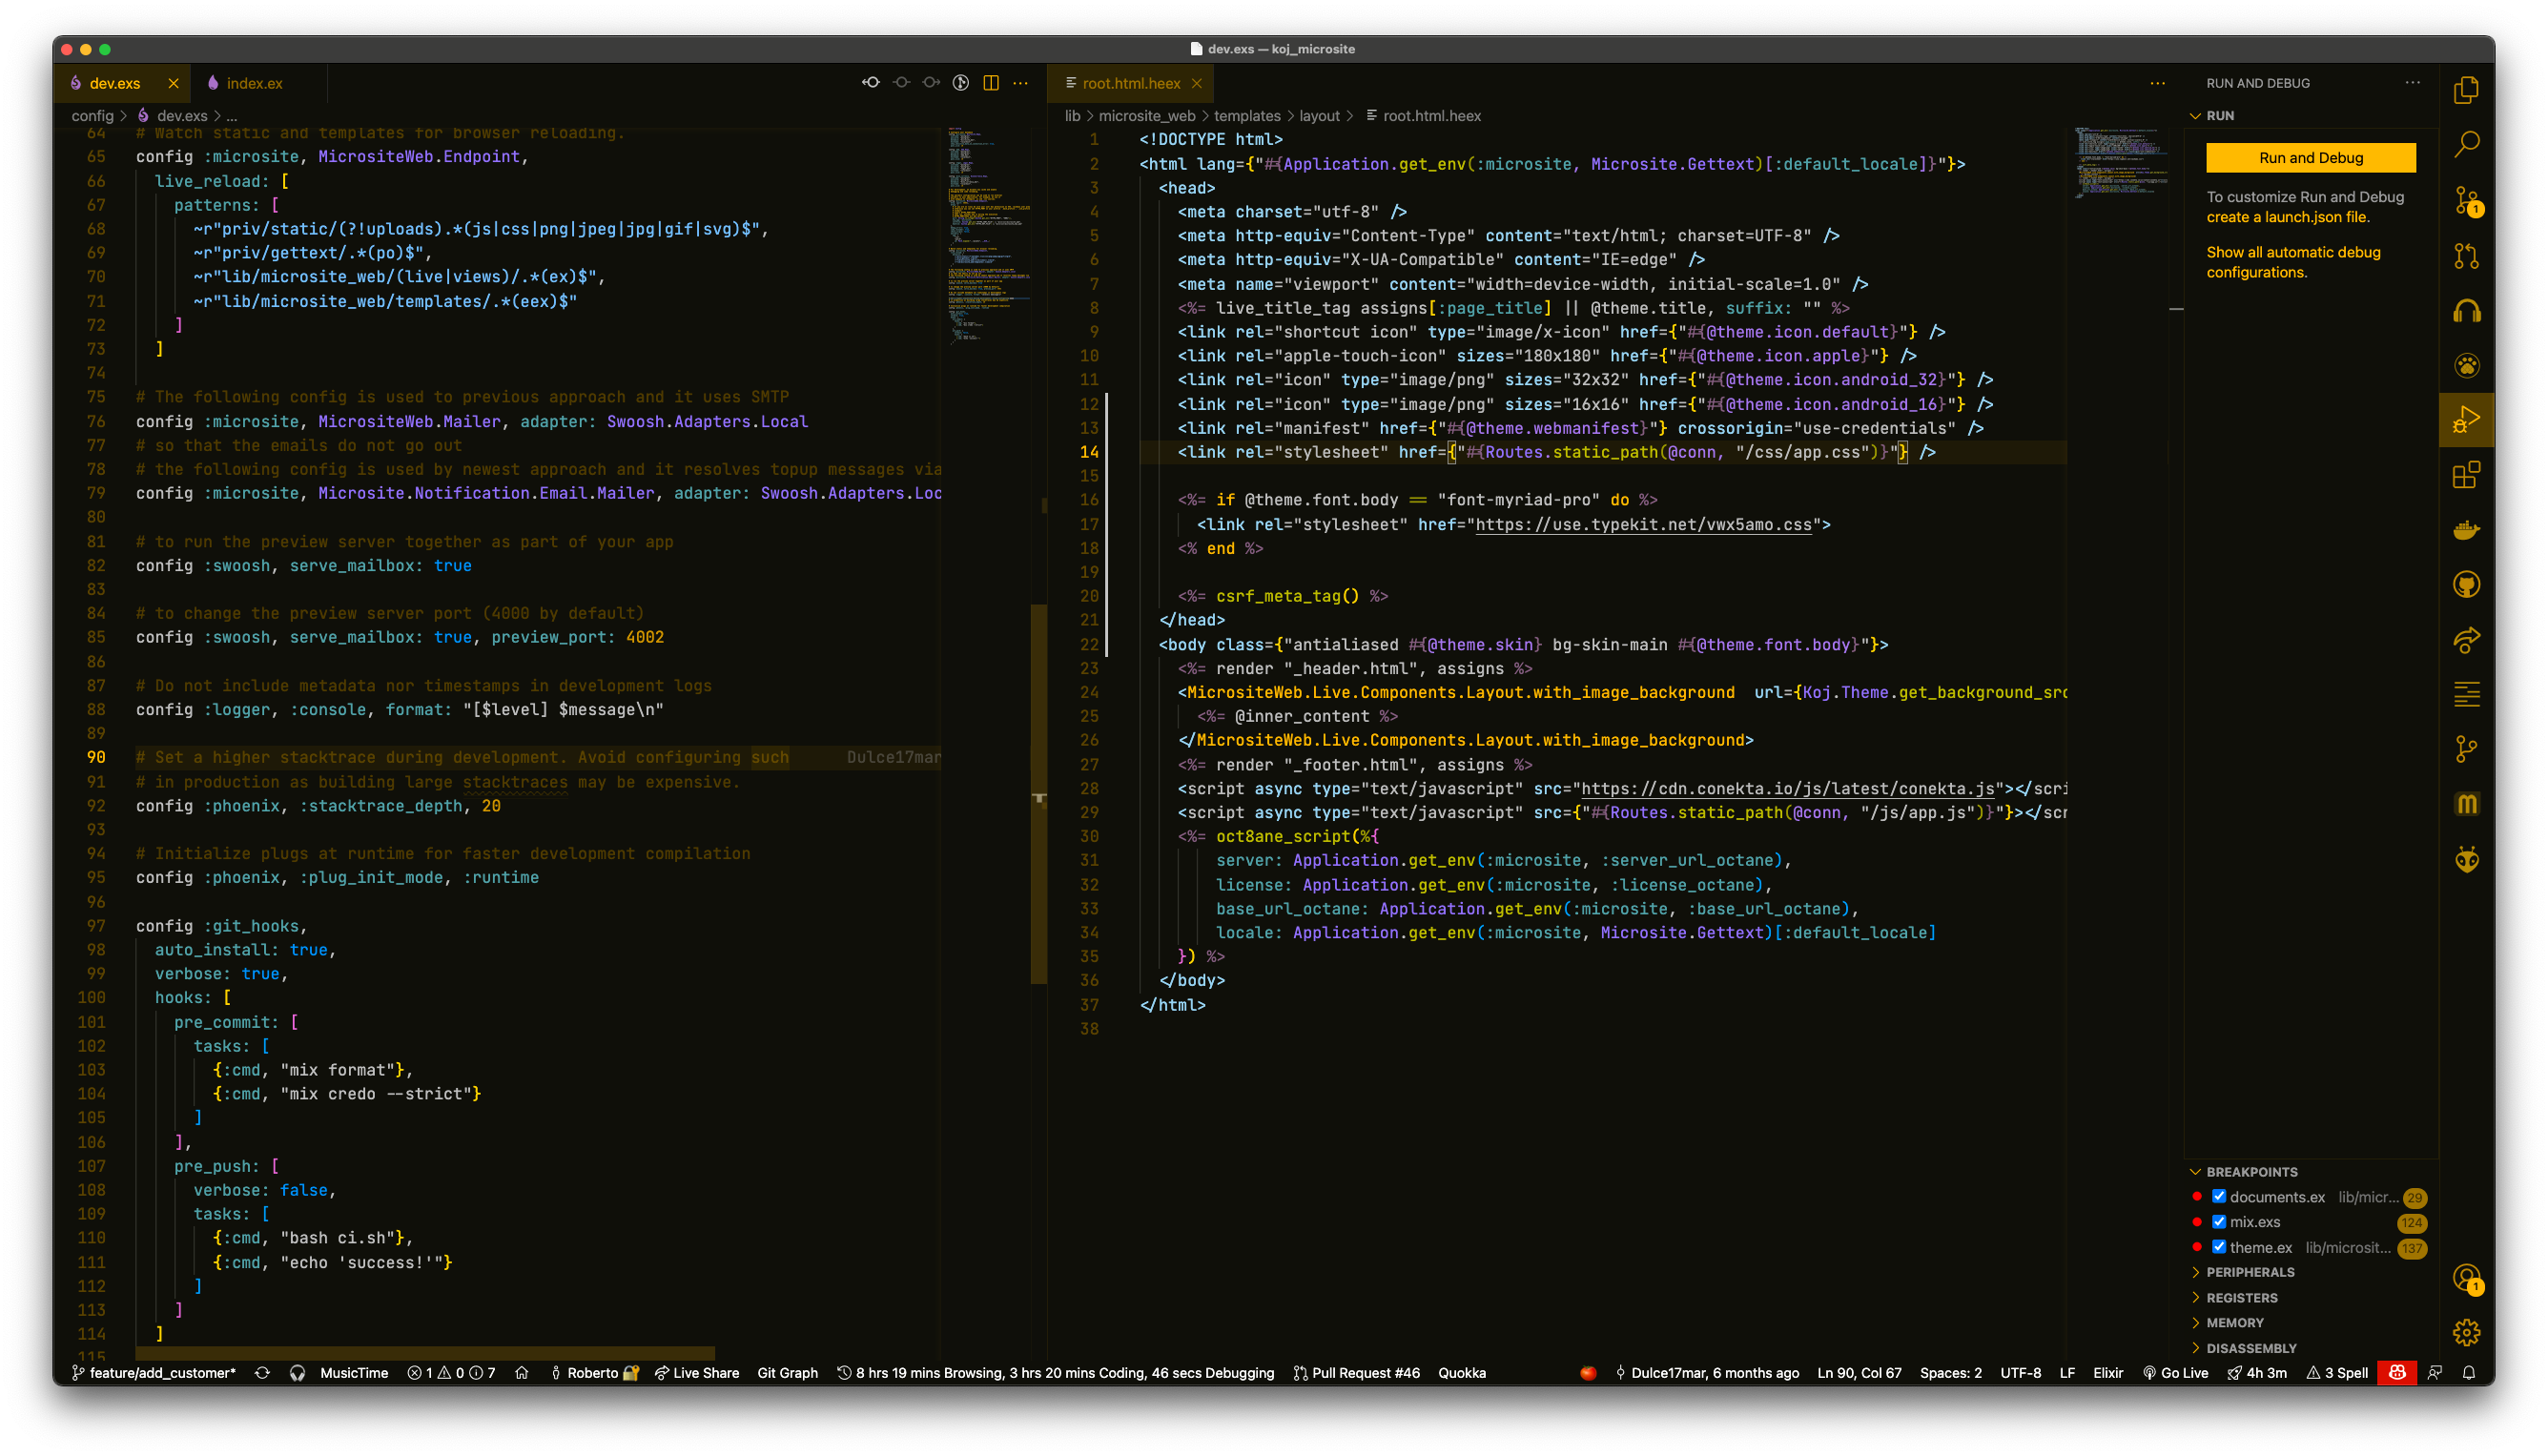 dev.exs — koj_microsite
dev.exs
index.ex
config > dev.exs > ...
64 # Watch static and templates for browser reloading.
65 config :microsite, MicrositeWeb.Endpoint,
66 live_reload: [
67 patterns: [
68 ~r"priv/static/(?!uploads).*(js|css|png|jpeg|jpg|gif|svg)$",
69 ~r"priv/gettext/.*(po)$",
70 ~r"lib/microsite_web/(live|views)/.*(ex)$",
71 ~r"lib/microsite_web/templates/.*(eex)$"
72 ]
73 ]
74
75 # The following config is used to previous approach and it uses SMTP
76 config :microsite, MicrositeWeb.Mailer, adapter: Swoosh.Adapters.Local
77 # so that the emails do not go out
78 # the following config is used by newest approach and it resolves topup messages via
79 config :microsite, Microsite.Notification.Email.Mailer, adapter: Swoosh.Adapters.Loc
80
81 # to run the preview server together as part of your app
82 config :swoosh, serve_mailbox: true
83
84 # to change the preview server port (4000 by default)
85 config :swoosh, serve_mailbox: true, preview_port: 4002
86
87 # Do not include metadata nor timestamps in development logs
88 config :logger, :console, format: "[$level] $message\n"
89
90 # Set a higher stacktrace during development. Avoid configuring such Dulce17mar
91 # in production as building large stacktraces may be expensive.
92 config :phoenix, :stacktrace_depth, 20
93
94 # Initialize plugs at runtime for faster development compilation
95 config :phoenix, :plug_init_mode, :runtime
96
97 config :git_hooks,
98 auto_install: true,
99 verbose: true,
100 hooks: [
101 pre_commit: [
102 tasks: [
103 {:cmd, "mix format"},
104 {:cmd, "mix credo --strict"}
105 ]
106 ],
107 pre_push: [
108 verbose: false,
109 tasks: [
110 {:cmd, "bash ci.sh"},
111 {:cmd, "echo 'success!'"}
112 ]
113 ]
114 ]
115
root.html.heex
lib > microsite_web > templates > layout > root.html.heex
1 <!DOCTYPE html>
2 <html lang={"#{Application.get_env(:microsite, Microsite.Gettext)[:default_locale]}"}>
3 <head>
4 <meta charset="utf-8" />
5 <meta http-equiv="Content-Type" content="text/html; charset=UTF-8" />
6 <meta http-equiv="X-UA-Compatible" content="IE=edge" />
7 <meta name="viewport" content="width=device-width, initial-scale=1.0" />
8 <%= live_title_tag assigns[:page_title] || @theme.title, suffix: "" %>
9 <link rel="shortcut icon" type="image/x-icon" href={"#{@theme.icon.default}"} />
10 <link rel="apple-touch-icon" sizes="180x180" href={"#{@theme.icon.apple}"} />
11 <link rel="icon" type="image/png" sizes="32x32" href={"#{@theme.icon.android_32}"} />
12 <link rel="icon" type="image/png" sizes="16x16" href={"#{@theme.icon.android_16}"} />
13 <link rel="manifest" href={"#{@theme.webmanifest}"} crossorigin="use-credentials" />
14 <link rel="stylesheet" href={"#{Routes.static_path(@conn, "/css/app.css")}"} />
15
16 <%= if @theme.font.body == "font-myriad-pro" do %>
17 <link rel="stylesheet" href="https://use.typekit.net/vwx5amo.css">
18 <% end %>
19
20 <%= csrf_meta_tag() %>
21 </head>
22 <body class={"antialiased #{@theme.skin} bg-skin-main #{@theme.font.body}"}>
23 <%= render "_header.html", assigns %>
24 <MicrositeWeb.Live.Components.Layout.with_image_background url={Koj.Theme.get_background_src
25 <%= @inner_content %>
26 </MicrositeWeb.Live.Components.Layout.with_image_background>
27 <%= render "_footer.html", assigns %>
28 <script async type="text/javascript" src="https://cdn.conekta.io/js/latest/conekta.js"></scri
29 <script async type="text/javascript" src={"#{Routes.static_path(@conn, "/js/app.js")}"}></scr
30 <%= oct8ane_script(%{
31 server: Application.get_env(:microsite, :server_url_octane),
32 license: Application.get_env(:microsite, :license_octane),
33 base_url_octane: Application.get_env(:microsite, :base_url_octane),
34 locale: Application.get_env(:microsite, Microsite.Gettext)[:default_locale]
35 }) %>
36 </body>
37 </html>
38
RUN AND DEBUG
RUN
Run and Debug
To customize Run and Debug
create a launch.json file.
Show all automatic debug
configurations.
1
BREAKPOINTS
documents.ex lib/micr... 29
mix.exs 124
theme.ex lib/microsit... 137
PERIPHERALS
REGISTERS
MEMORY
DISASSEMBLY
m
1
feature/add_customer* MusicTime 1 0 7 Roberto Live Share Git Graph 8 hrs 19 mins Browsing, 3 hrs 20 mins Coding, 46 secs Debugging Pull Request #46 Quokka Dulce17mar, 6 months ago Ln 90, Col 67 Spaces: 2 UTF-8 LF Elixir Go Live 4h 3m 3 Spell